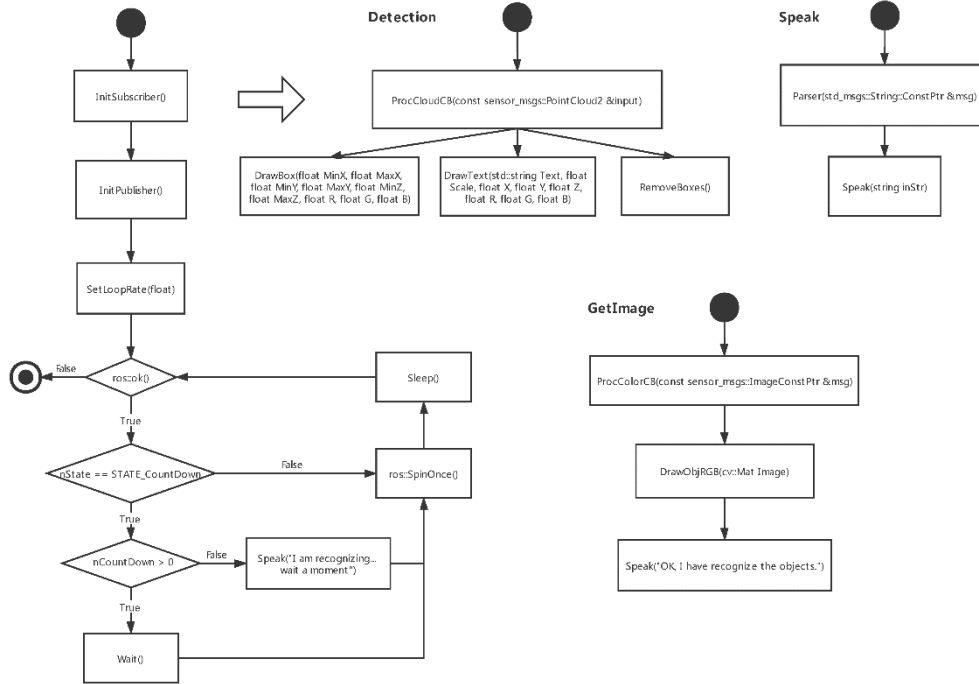 Detection
Speak
InitSubscriber()
ProcCloudCB(const sensor_msgs::PointCloud2 &input)
Parser(std_msgs::String::ConstPtr &msg)
InitPublisher()
DrawBox(float MinX, float MaxX,
float MinY, float MaxY, float MinZ,
float MaxZ, float R, float G, float B)
DrawText(std::string Text, float
Scale, float X, float Y, float Z,
float R, float G, float B)
RemoveBoxes()
Speak(string inStr)
SetLoopRate(float)
GetImage
False
ros::ok()
Sleep()
ProcColorCB(const sensor_msgs::ImageConstPtr &msg)
True
nState == STATE_CountDown
False
ros::SpinOnce()
DrawObjRGB(cv::Mat Image)
True
nCountDown > 0
False
Speak("I am recognizing...
wait a moment")
Speak("OK, I have recognize the objects.")
True
Wait()